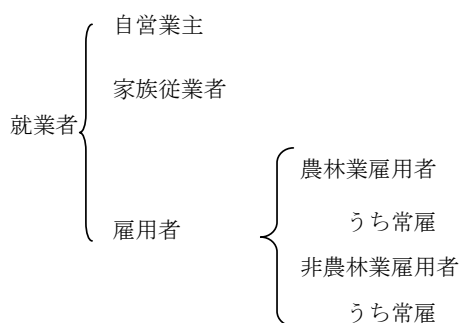 自営業主
家族従業者
就業者
農林業雇用者
うち常雇
雇用者
非農林業雇用者
うち常雇